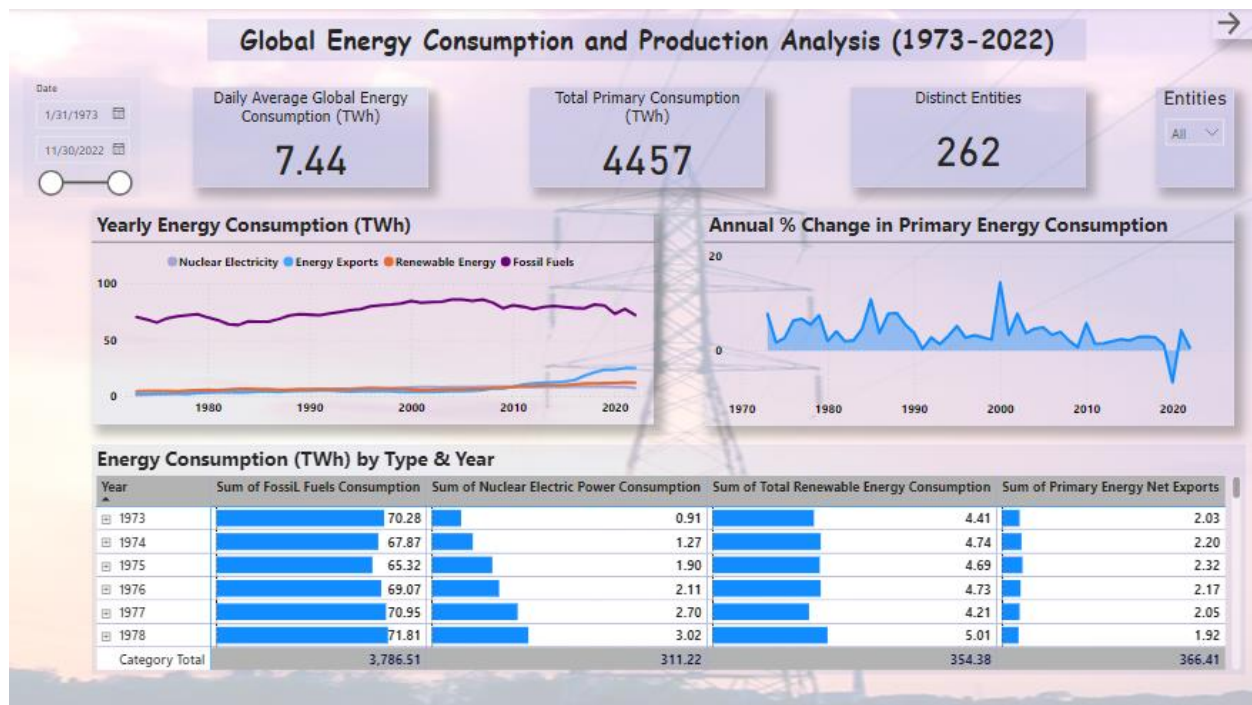 Global Energy Consumption and Production Analysis (1973-2022)
Date
1/31/1973
11/30/2022
Daily Average Global Energy
Consumption (TWh)
7.44
Total Primary Consumption
(TWh)
4457
Distinct Entities
262
Entities
All
Yearly Energy Consumption (TWh)
Nuclear Electricity Energy Exports Renewable Energy Fossil Fuels
100
50
0
1980 1990 2000 2010 2020
Annual % Change in Primary Energy Consumption
20
0
1970 1980 1990 2000 2010 2020
Energy Consumption (TWh) by Type & Year
Year Sum of FossiL Fuels Consumption Sum of Nuclear Electric Power Consumption Sum of Total Renewable Energy Consumption Sum of Primary Energy Net Exports
1973 70.28 0.91 4.41 2.03
1974 67.87 1.27 4.74 2.20
1975 65.32 1.90 4.69 2.32
1976 69.07 2.11 4.73 2.17
1977 70.95 2.70 4.21 2.05
1978 71.81 3.02 5.01 1.92
Category Total 3,786.51 311.22 354.38 366.41